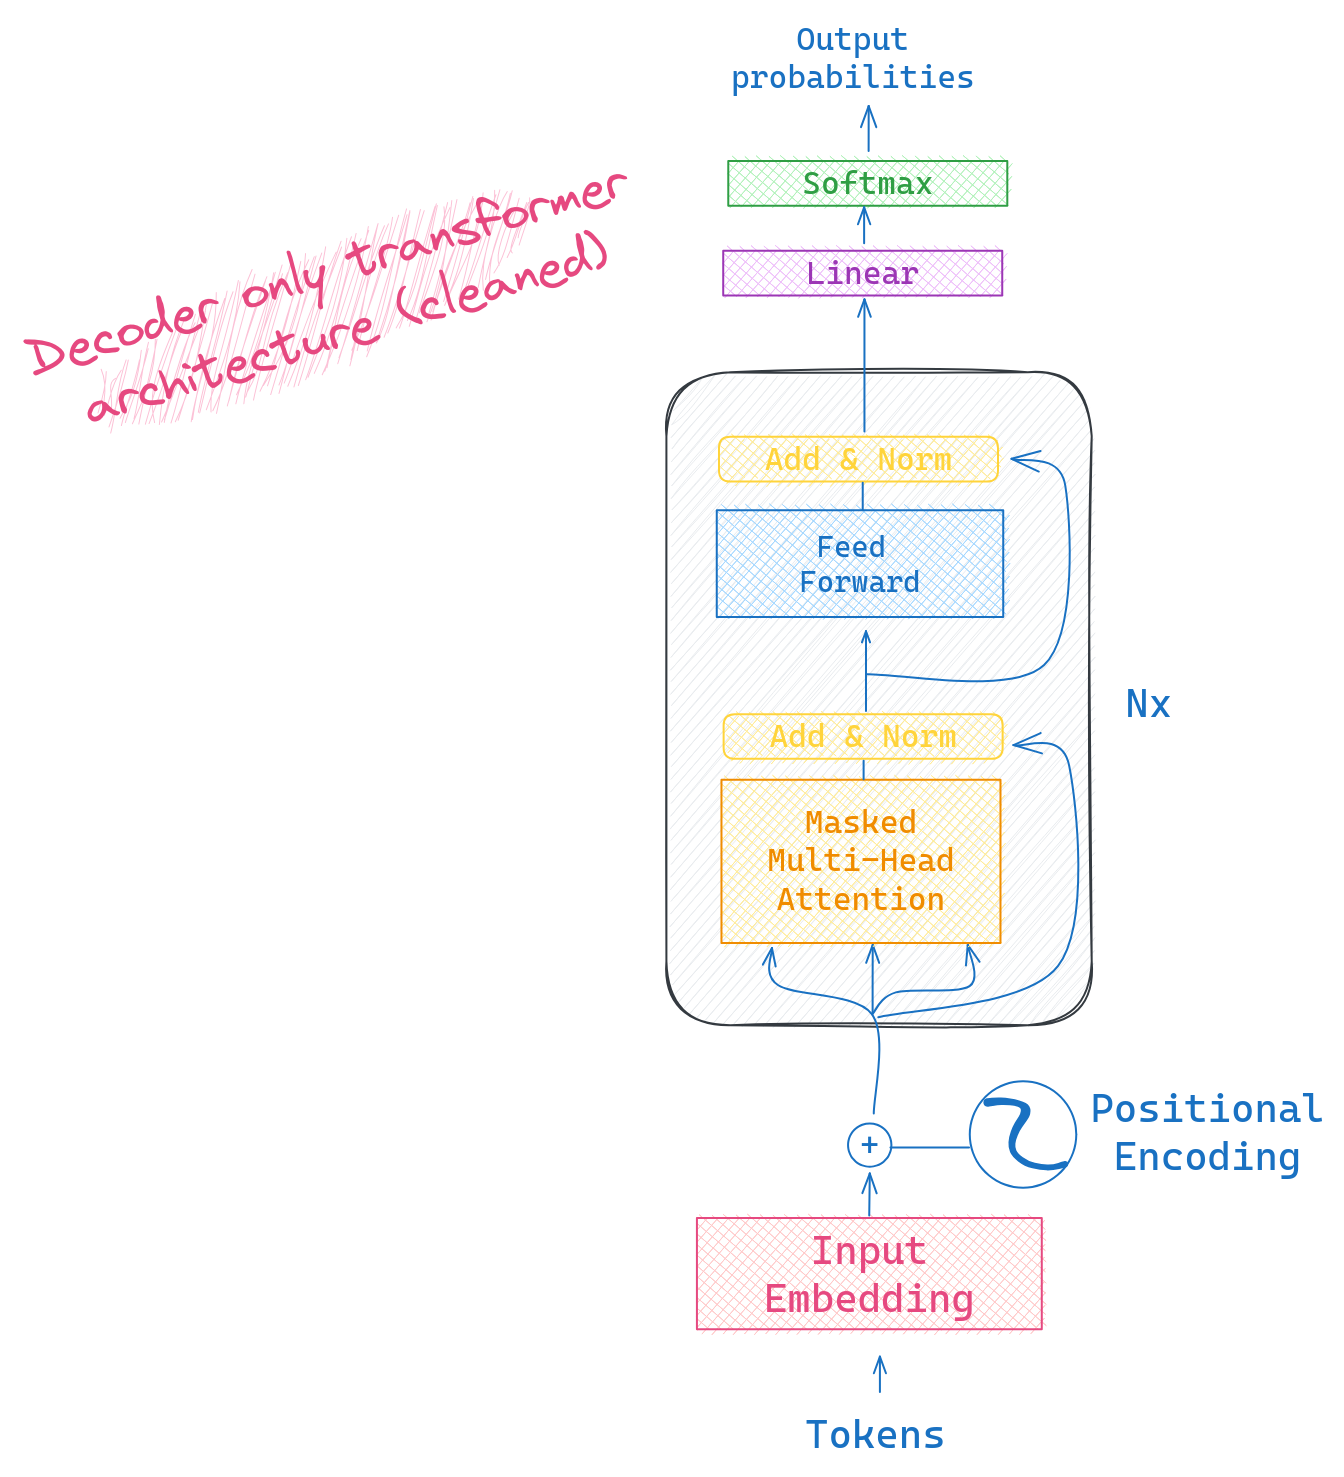 Output
probabilities
Softmax
Linear
Decoder only transformer
architecture (cleaned)
Add & Norm
Feed
Forward
Nx
Add & Norm
Masked
Multi-Head
Attention
+
Positional
Encoding
Input
Embedding
Tokens